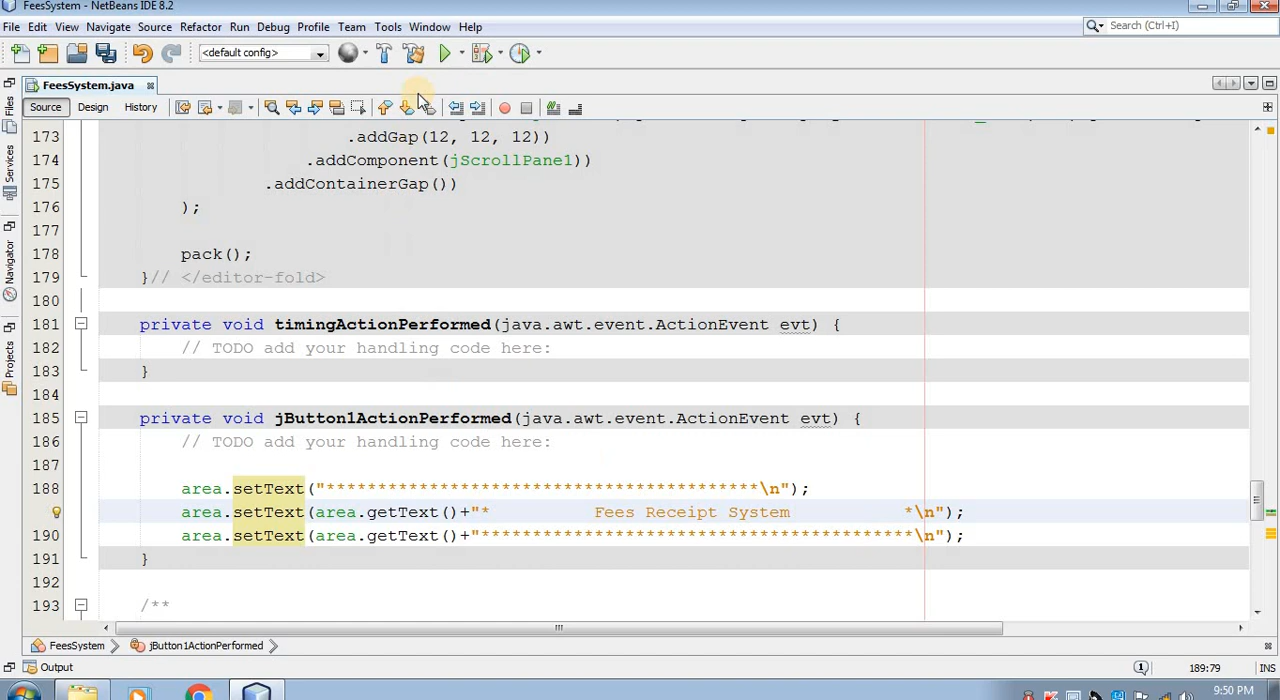 FeesSystem - NetBeans IDE 8.2
File Edit View Navigate Source Refactor Run Debug Profile Team Tools Window Help
Search (Ctrl+I)
<default config>
FeesSystem.java
Source Design History
Files
Services
Navigator
Projects
173 .addGap(12, 12, 12))
174 .addComponent(jScrollPane1))
175 .addContainerGap())
176 );
177
178 pack();
179 }// </editor-fold>
180
181 private void timingActionPerformed(java.awt.event.ActionEvent evt) {
182 // TODO add your handling code here:
183 }
184
185 private void jButton1ActionPerformed(java.awt.event.ActionEvent evt) {
186 // TODO add your handling code here:
187
188 area.setText("******************************************\n");
area.setText(area.getText()+"*          Fees Receipt System           *\n");
190 area.setText(area.getText()+"******************************************\n");
191 }
192
193 /**
FeesSystem jButton1ActionPerformed
Output
1 189:79 INS
9:50 PM